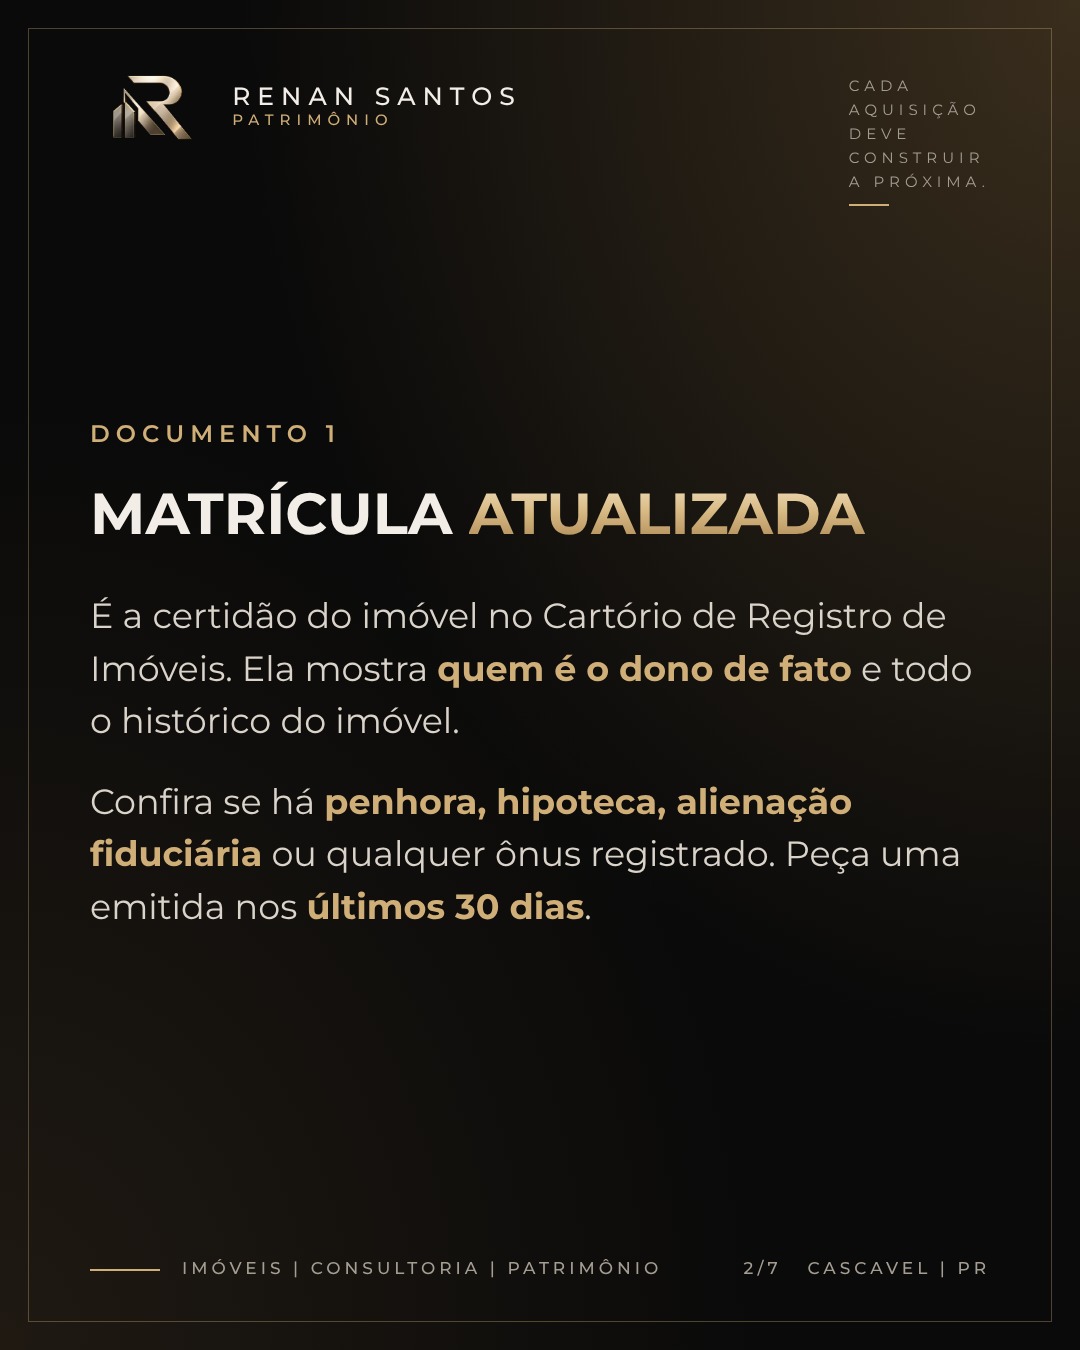 RENAN SANTOS
PATRIMÔNIO
CADA
AQUISIÇÃO
DEVE
CONSTRUIR
A PRÓXIMA.
DOCUMENTO 1
MATRÍCULA ATUALIZADA
É a certidão do imóvel no Cartório de Registro de
Imóveis. Ela mostra quem é o dono de fato e todo
o histórico do imóvel.
Confira se há penhora, hipoteca, alienação
fiduciária ou qualquer ônus registrado. Peça uma
emitida nos últimos 30 dias.
IMÓVEIS | CONSULTORIA | PATRIMÔNIO 2/7 CASCAVEL | PR